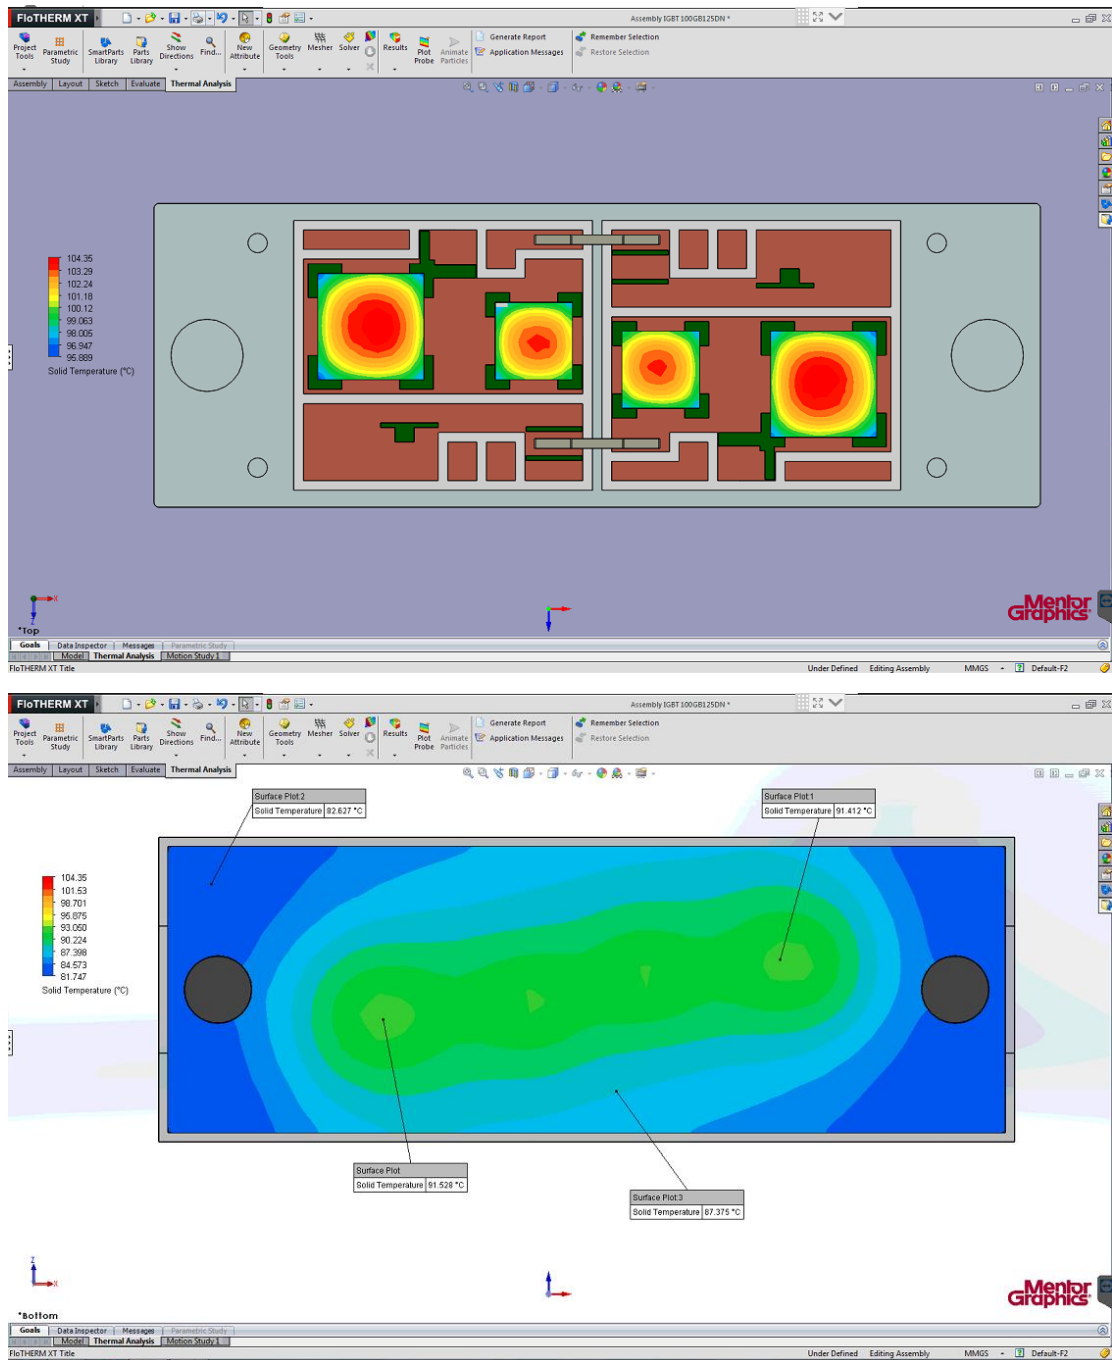 FloTHERM XT
Assembly IGBT 100GB125DN *
Project Tools
Parametric Study
SmartParts Library
Parts Library
Show Directions
Find...
New Attribute
Geometry Tools
Mesher
Solver
Results
Plot Probe
Animate Particles
Generate Report
Application Messages
Remember Selection
Restore Selection
Assembly Layout Sketch Evaluate Thermal Analysis
104.35
103.29
102.24
101.18
100.12
99.063
98.005
96.947
95.889
Solid Temperature (°C)
X
Z
*Top
Mentor Graphics
Goals Data Inspector Messages Parametric Study
Model Thermal Analysis Motion Study 1
FloTHERM XT Title
Under Defined Editing Assembly MMGS Default-F2
FloTHERM XT
Assembly IGBT 100GB125DN *
Project Tools
Parametric Study
SmartParts Library
Parts Library
Show Directions
Find...
New Attribute
Geometry Tools
Mesher
Solver
Results
Plot Probe
Animate Particles
Generate Report
Application Messages
Remember Selection
Restore Selection
Assembly Layout Sketch Evaluate Thermal Analysis
Surface Plot:2
Solid Temperature 82.627 °C
Surface Plot:1
Solid Temperature 91.412 °C
104.35
101.53
98.701
95.875
93.050
90.224
87.398
84.573
81.747
Solid Temperature (°C)
Surface Plot
Solid Temperature 91.528 °C
Surface Plot:3
Solid Temperature 87.375 °C
Z
X
*Bottom
Mentor Graphics
Goals Data Inspector Messages Parametric Study
Model Thermal Analysis Motion Study 1
FloTHERM XT Title
Under Defined Editing Assembly MMGS Default-F2